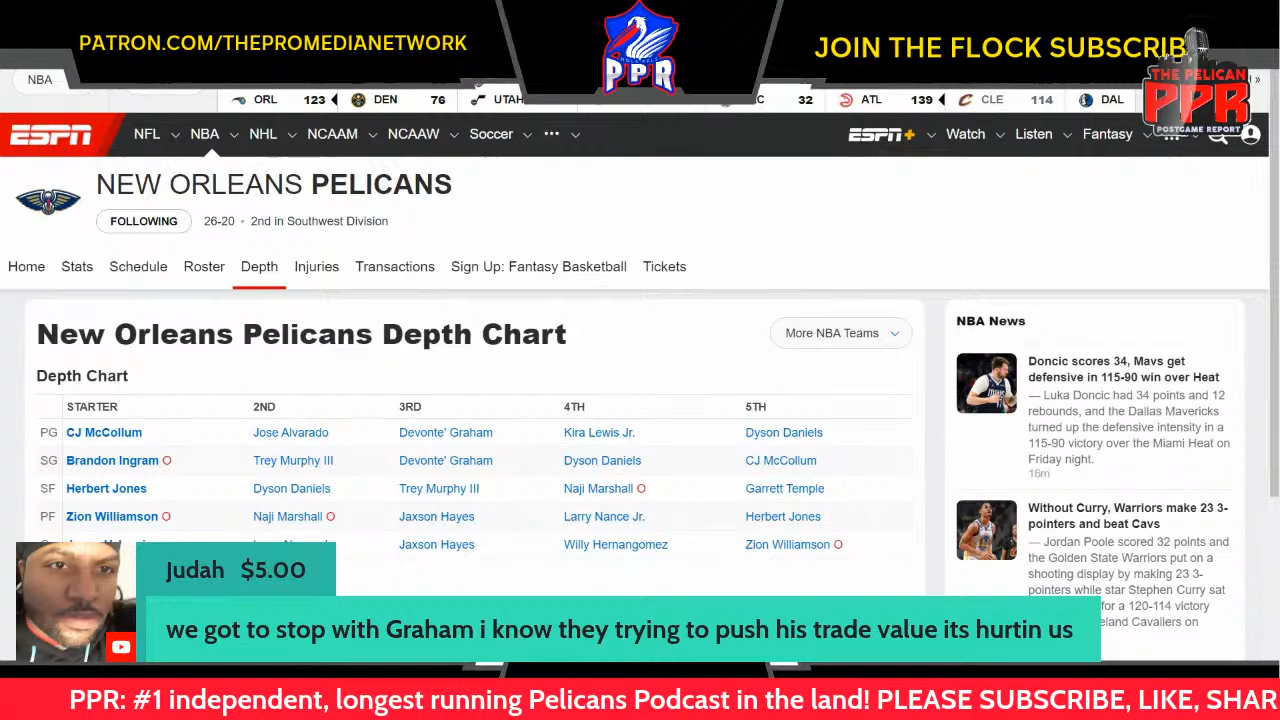 PATRON.COM/THEPROMEDIANETWORK
PPR
JOIN THE FLOCK SUBSCRIB
THE PELICAN
PPR
POSTGAME REPORT
NBA
ORL 123 DEN 76 UTAH 32 ATL 139 CLE 114 DAL
ESPN NFL NBA NHL NCAAM NCAAW Soccer ••• ESPN+ Watch Listen Fantasy
NEW ORLEANS PELICANS
FOLLOWING 26-20 • 2nd in Southwest Division
Home Stats Schedule Roster Depth Injuries Transactions Sign Up: Fantasy Basketball Tickets
New Orleans Pelicans Depth Chart
More NBA Teams
Depth Chart
STARTER 2ND 3RD 4TH 5TH
PG CJ McCollum Jose Alvarado Devonte' Graham Kira Lewis Jr. Dyson Daniels
SG Brandon Ingram O Trey Murphy III Devonte' Graham Dyson Daniels CJ McCollum
SF Herbert Jones Dyson Daniels Trey Murphy III Naji Marshall O Garrett Temple
PF Zion Williamson O Naji Marshall O Jaxson Hayes Larry Nance Jr. Herbert Jones
Jaxson Hayes Willy Hernangomez Zion Williamson O
NBA News
Doncic scores 34, Mavs get
defensive in 115-90 win over Heat
— Luka Doncic had 34 points and 12
rebounds, and the Dallas Mavericks
turned up the defensive intensity in a
115-90 victory over the Miami Heat on
Friday night.
16m
Without Curry, Warriors make 23 3-
pointers and beat Cavs
— Jordan Poole scored 32 points and
the Golden State Warriors put on a
shooting display by making 23 3-
pointers while star Stephen Curry sat
for a 120-114 victory
Cavaliers on
Judah $5.00
we got to stop with Graham i know they trying to push his trade value its hurtin us
PPR: #1 independent, longest running Pelicans Podcast in the land! PLEASE SUBSCRIBE, LIKE, SHAR